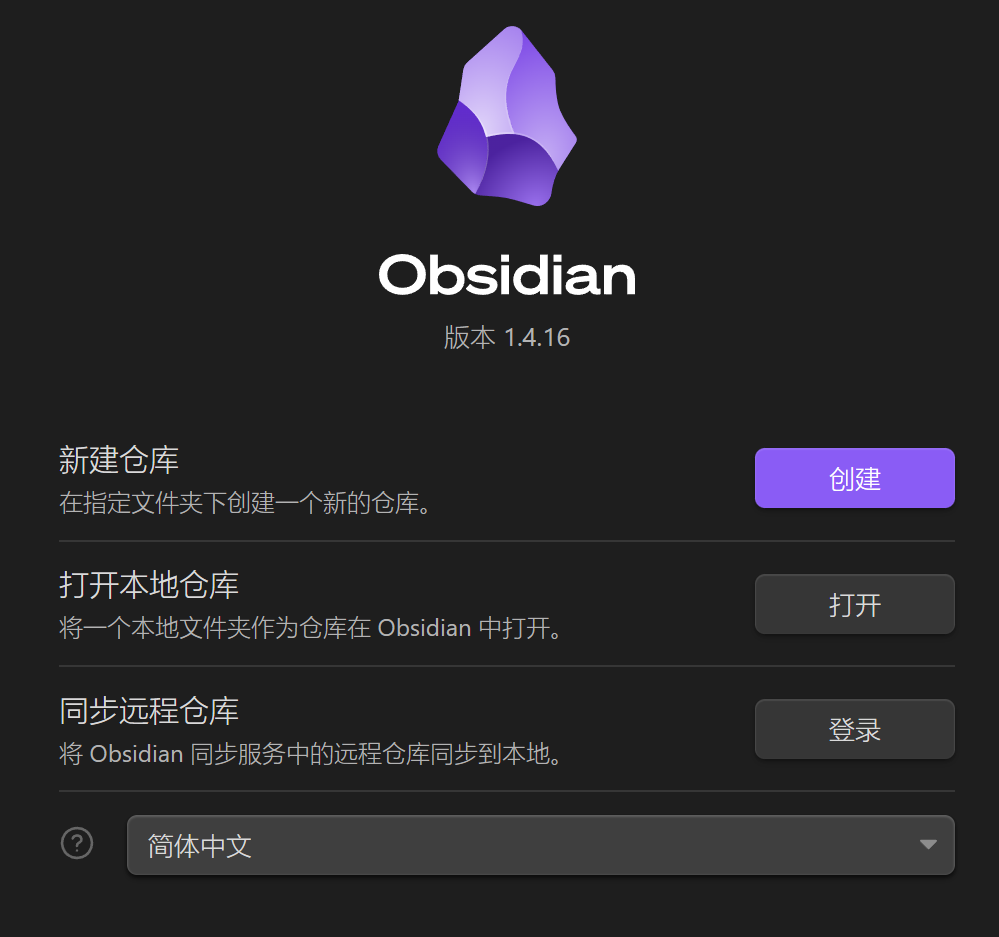 Obsidian
版本 1.4.16
新建仓库
在指定文件夹下创建一个新的仓库。
创建
打开本地仓库
将一个本地文件夹作为仓库在 Obsidian 中打开。
打开
同步远程仓库
将 Obsidian 同步服务中的远程仓库同步到本地。
登录
?
简体中文